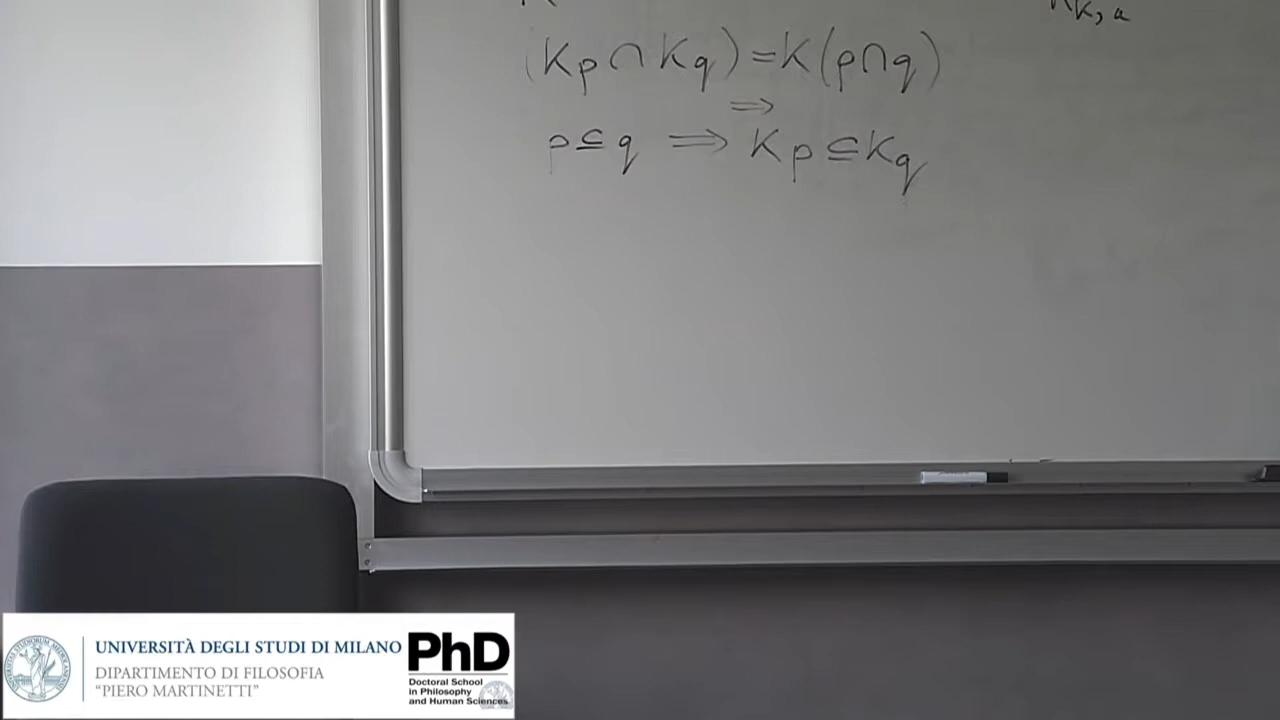 K k, a
(Kp ∩ Kq) = K(p ∩ q)
⇒
p ⊆ q ⟹ Kp ⊆ Kq
UNIVERSITÀ DEGLI STUDI DI MILANO
DIPARTIMENTO DI FILOSOFIA
"PIERO MARTINETTI"
PhD
Doctoral School
in Philosophy
and Human Sciences